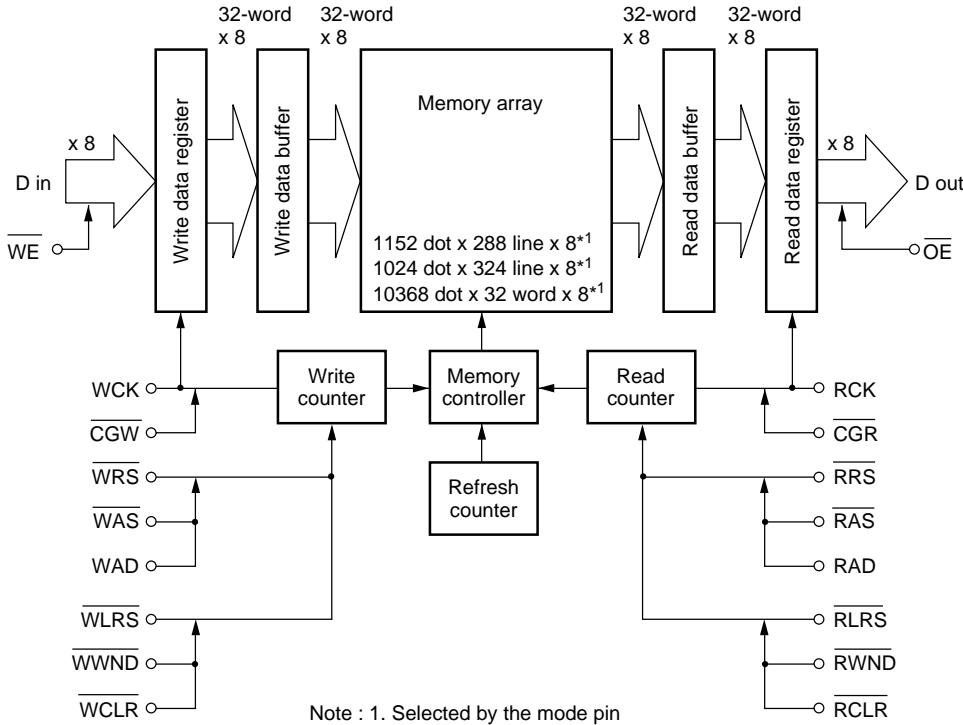 32-word
x 8
32-word
x 8
32-word
x 8
32-word
x 8
Write data register
Write data buffer
Memory array
Read data buffer
Read data register
x 8
x 8
D in
D out
WE
OE
1152 dot x 288 line x 8*1
1024 dot x 324 line x 8*1
10368 dot x 32 word x 8*1
WCK
Write
counter
Memory
controller
Read
counter
RCK
CGW
CGR
WRS
RRS
Refresh
counter
WAS
RAS
WAD
RAD
WLRS
RLRS
WWND
RWND
WCLR
RCLR
Note : 1. Selected by the mode pin